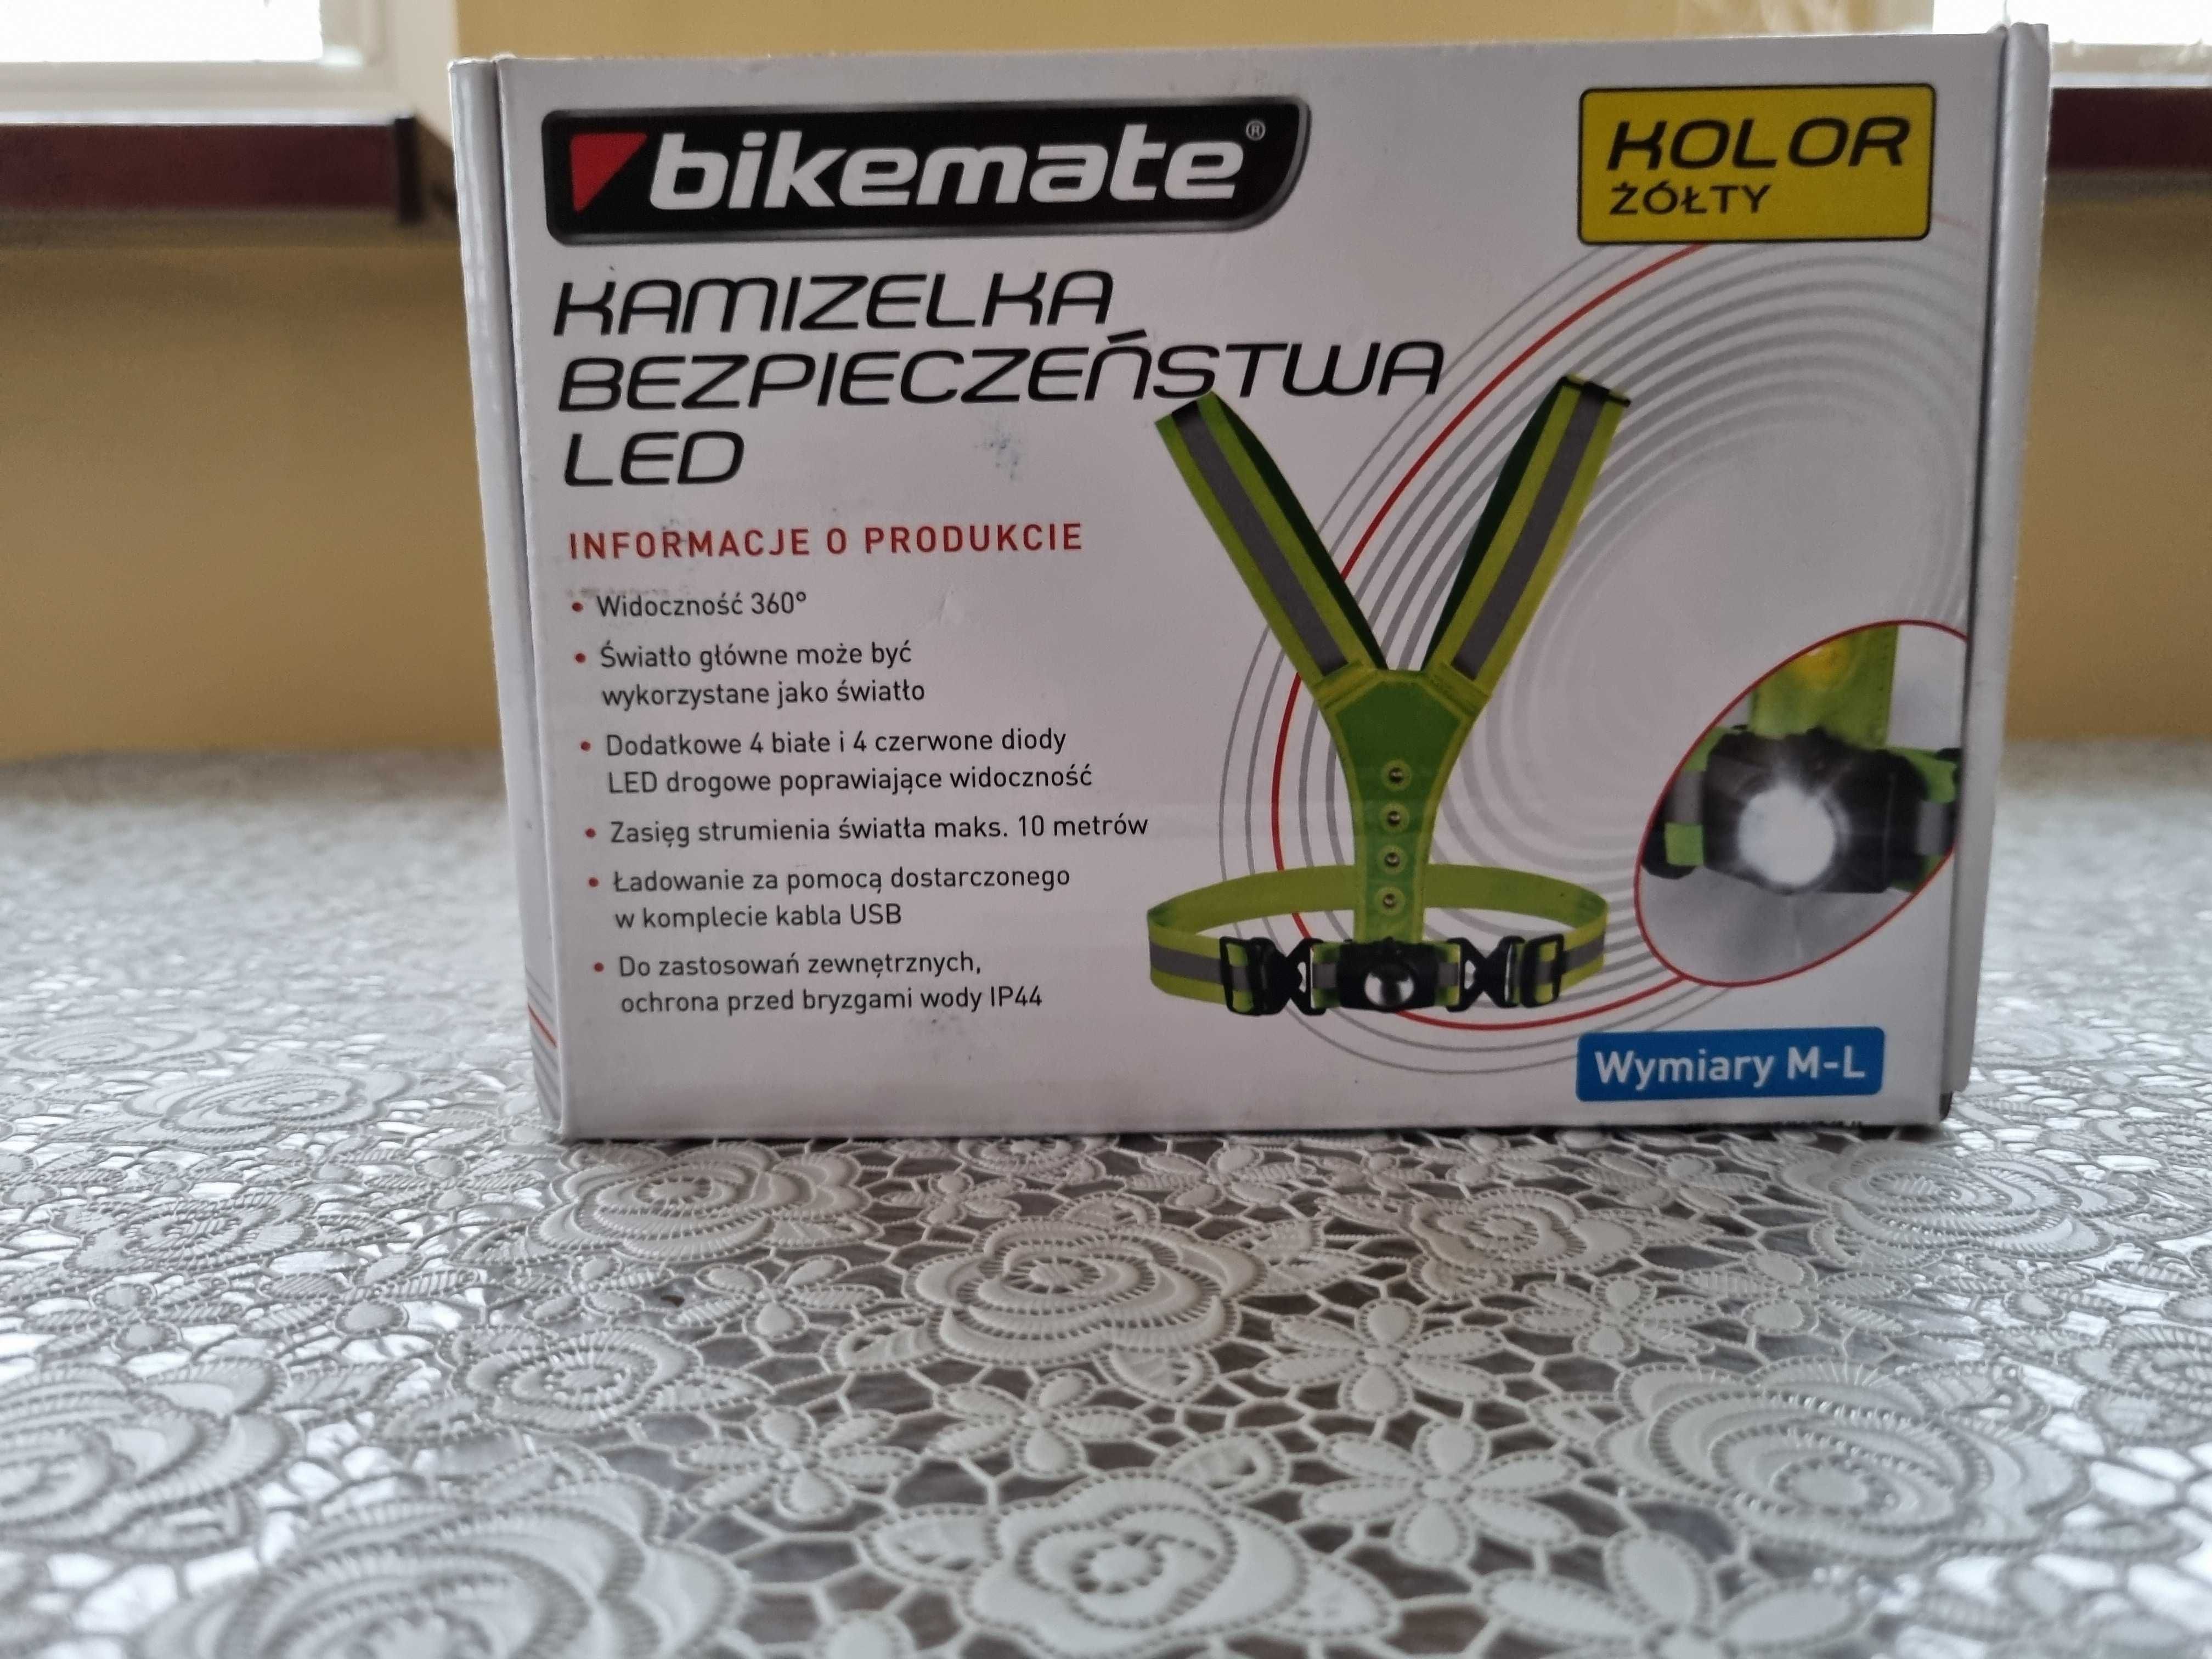 bikemate®
KOLOR
ŻÓŁTY
KAMIZELKA
BEZPIECZEŃSTWA
LED
INFORMACJE O PRODUKCIE
• Widoczność 360°
• Światło główne może być
wykorzystane jako światło
• Dodatkowe 4 białe i 4 czerwone diody
LED drogowe poprawiające widoczność
• Zasięg strumienia światła maks. 10 metrów
• Ładowanie za pomocą dostarczonego
w komplecie kabla USB
• Do zastosowań zewnętrznych,
ochrona przed bryzgami wody IP44
Wymiary M-L